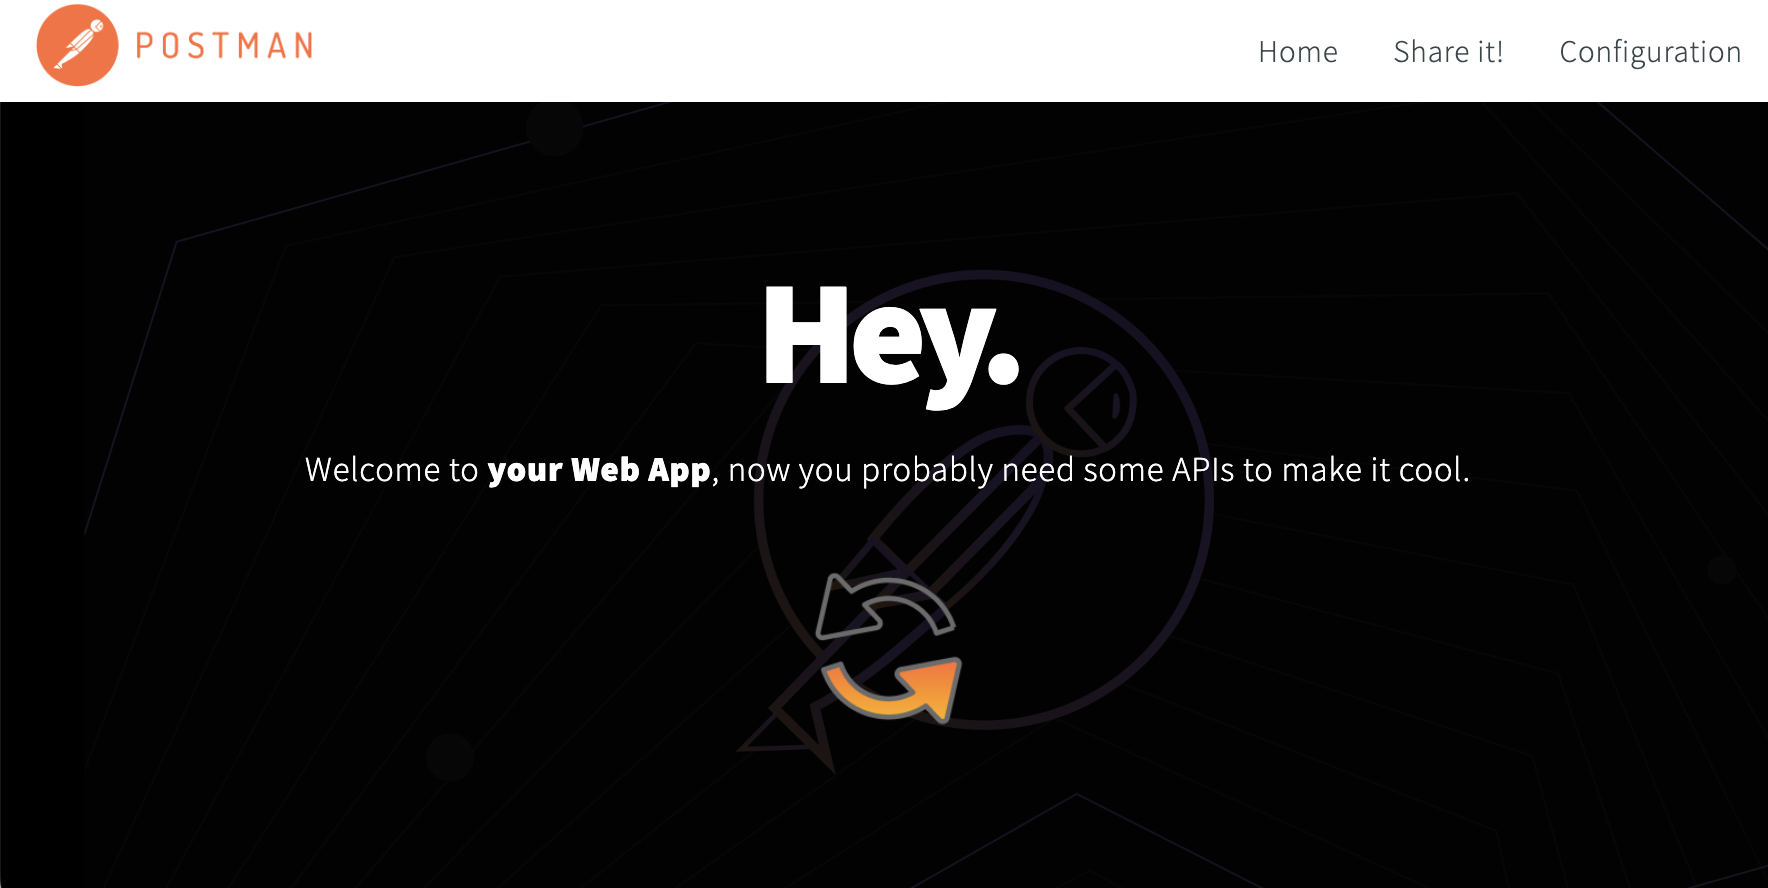 POSTMAN
Home Share it! Configuration
Hey.
Welcome to your Web App, now you probably need some APIs to make it cool.